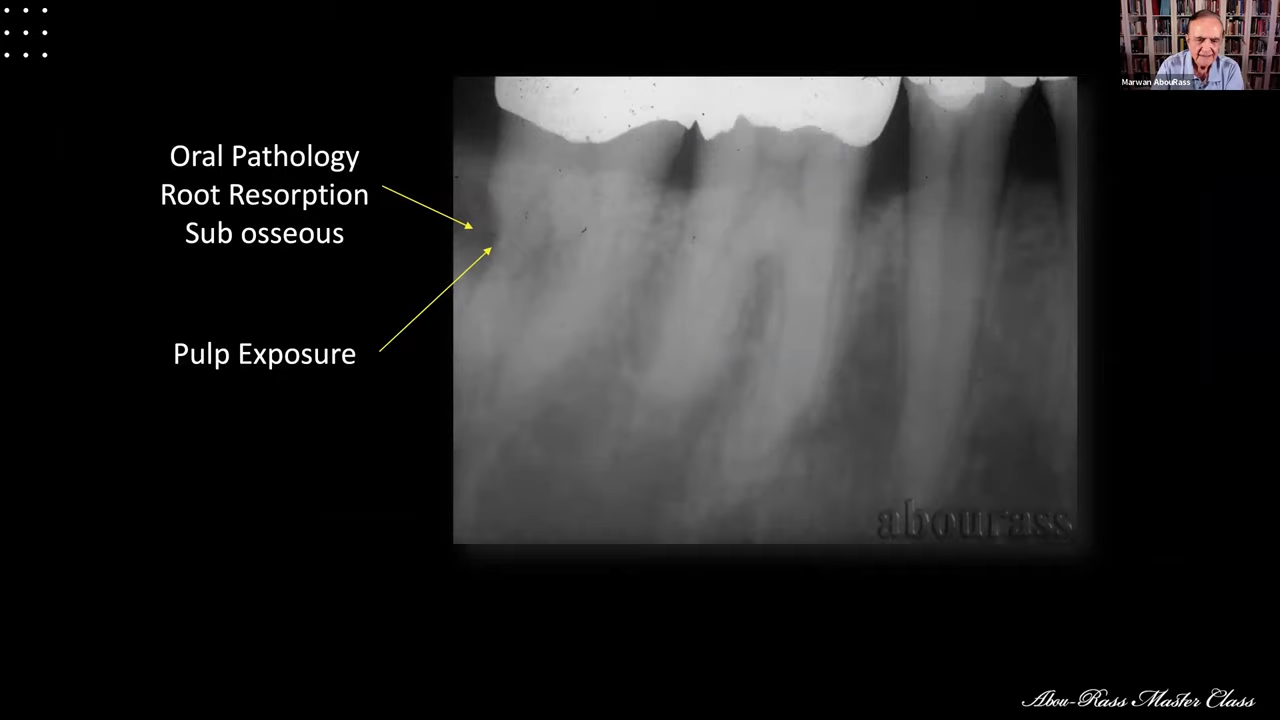 Marwan AbouRass
Oral Pathology
Root Resorption
Sub osseous
Pulp Exposure
abourass
Abou-Rass Master Class